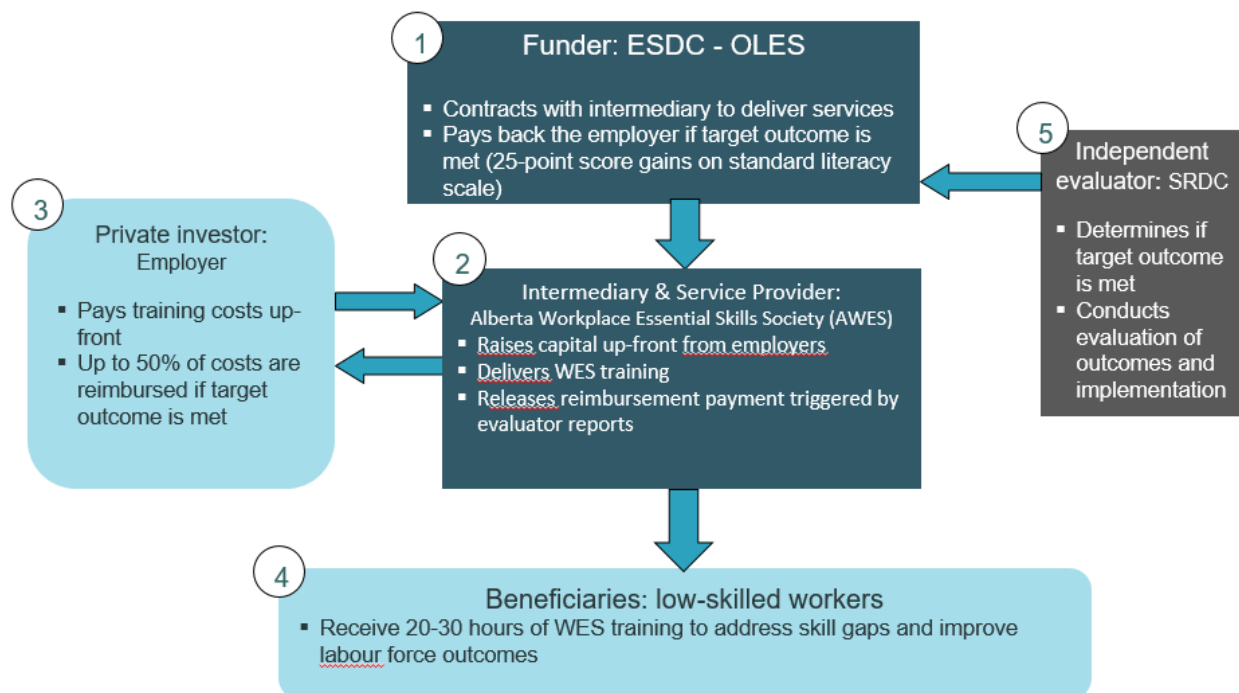 1
Funder: ESDC - OLES
▪ Contracts with intermediary to deliver services
▪ Pays back the employer if target outcome is
met (25-point score gains on standard literacy
scale)
5
Independent
evaluator: SRDC
▪ Determines if
target outcome
is met
▪ Conducts
evaluation of
outcomes and
implementation
3
Private investor:
Employer
▪ Pays training costs up-
front
▪ Up to 50% of costs are
reimbursed if target
outcome is met
2
Intermediary & Service Provider:
Alberta Workplace Essential Skills Society (AWES)
▪ Raises capital up-front from employers
▪ Delivers WES training
▪ Releases reimbursement payment triggered by
evaluator reports
4
Beneficiaries: low-skilled workers
▪ Receive 20-30 hours of WES training to address skill gaps and improve
labour force outcomes